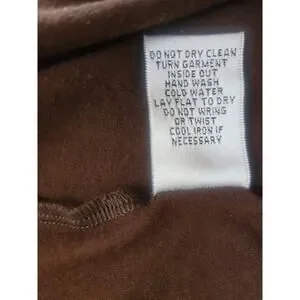 DO NOT DRY CLEAN
TURN GARMENT
INSIDE OUT
HAND WASH
COLD WATER
LAY FLAT TO DRY
DO NOT WRING
OR TWIST
COOL IRON IF
NECESSARY